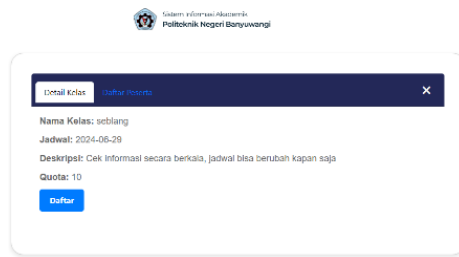 Sistem Informasi Akademik
Politeknik Negeri Banyuwangi
Detail Kelas Daftar Peserta ×
Nama Kelas: seblang
Jadwal: 2024-06-29
Deskripsi: Cek informasi secara berkala, jadwal bisa berubah kapan saja
Quota: 10
Daftar